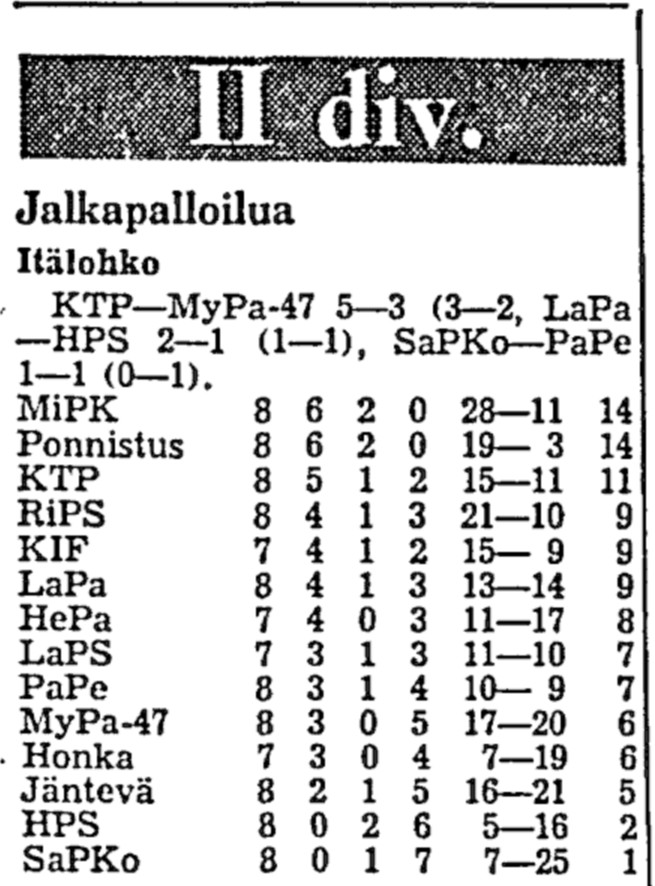 II div.
Jalkapalloilua
Itälohko
KTP—MyPa-47 5—3 (3—2, LaPa
—HPS 2—1 (1—1), SaPKo—PaPe
1—1 (0—1).
MiPK 8 6 2 0 28—11 14
Ponnistus 8 6 2 0 19— 3 14
KTP 8 5 1 2 15—11 11
RiPS 8 4 1 3 21—10 9
KIF 7 4 1 2 15— 9 9
LaPa 8 4 1 3 13—14 9
HePa 7 4 0 3 11—17 8
LaPS 7 3 1 3 11—10 7
PaPe 8 3 1 4 10— 9 7
MyPa-47 8 3 0 5 17—20 6
Honka 7 3 0 4 7—19 6
Jäntevä 8 2 1 5 16—21 5
HPS 8 0 2 6 5—16 2
SaPKo 8 0 1 7 7—25 1